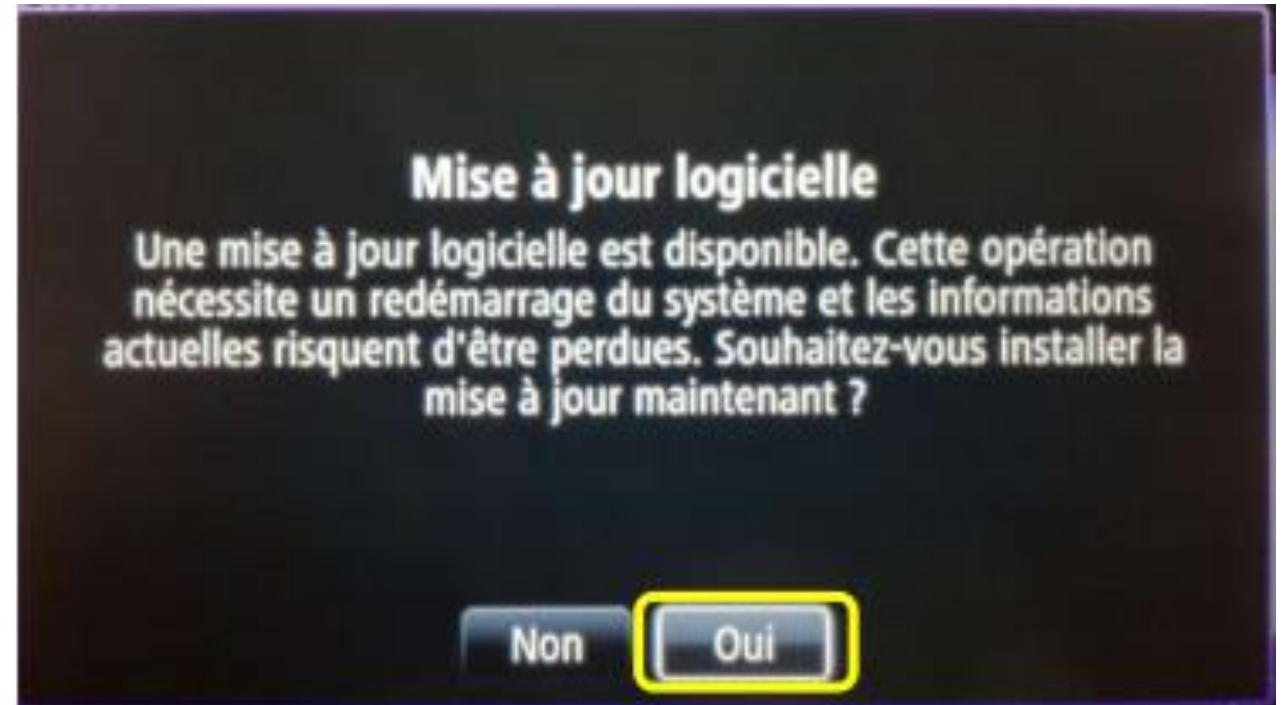 Mise à jour logicielle
Une mise à jour logicielle est disponible. Cette opération
nécessite un redémarrage du système et les informations
actuelles risquent d'être perdues. Souhaitez-vous installer la
mise à jour maintenant ?
Non
Oui